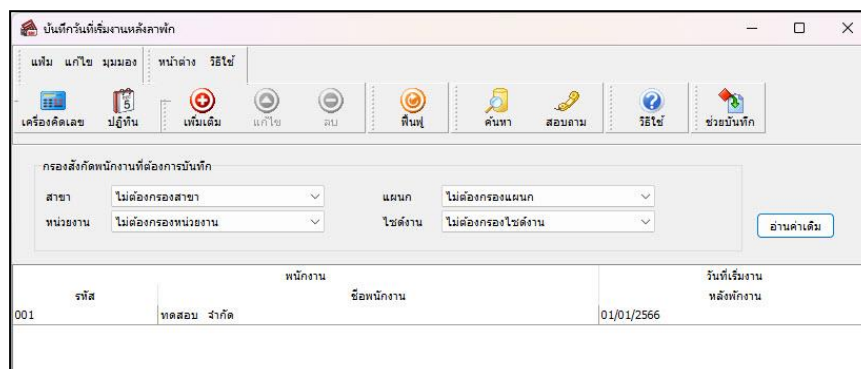 บันทึกวันที่เริ่มงานหลังลาพัก
แฟ้ม แก้ไข มุมมอง หน้าต่าง วิธีใช้
5
เครื่องคิดเลข ปฏิทิน เพิ่มเติม แก้ไข ลบ ฟื้นฟู ค้นหา สอบถาม วิธีใช้ ช่วยบันทึก
กรองสังกัดพนักงานที่ต้องการบันทึก
สาขา ไม่ต้องกรองสาขา แผนก ไม่ต้องกรองแผนก
หน่วยงาน ไม่ต้องกรองหน่วยงาน ไซด์งาน ไม่ต้องกรองไซด์งาน
อ่านค่าเดิม
พนักงาน วันที่เริ่มงาน
รหัส ชื่อพนักงาน หลังพักงาน
001 ทดสอบ จำกัด 01/01/2566